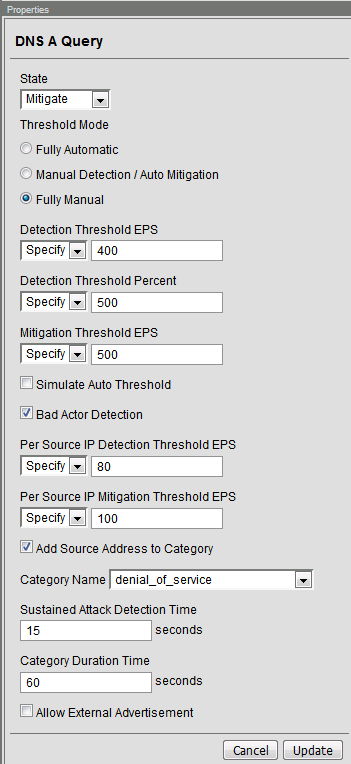 Properties
DNS A Query
State
Mitigate
Threshold Mode
Fully Automatic
Manual Detection / Auto Mitigation
Fully Manual
Detection Threshold EPS
Specify 400
Detection Threshold Percent
Specify 500
Mitigation Threshold EPS
Specify 500
Simulate Auto Threshold
Bad Actor Detection
Per Source IP Detection Threshold EPS
Specify 80
Per Source IP Mitigation Threshold EPS
Specify 100
Add Source Address to Category
Category Name denial_of_service
Sustained Attack Detection Time
15 seconds
Category Duration Time
60 seconds
Allow External Advertisement
Cancel Update